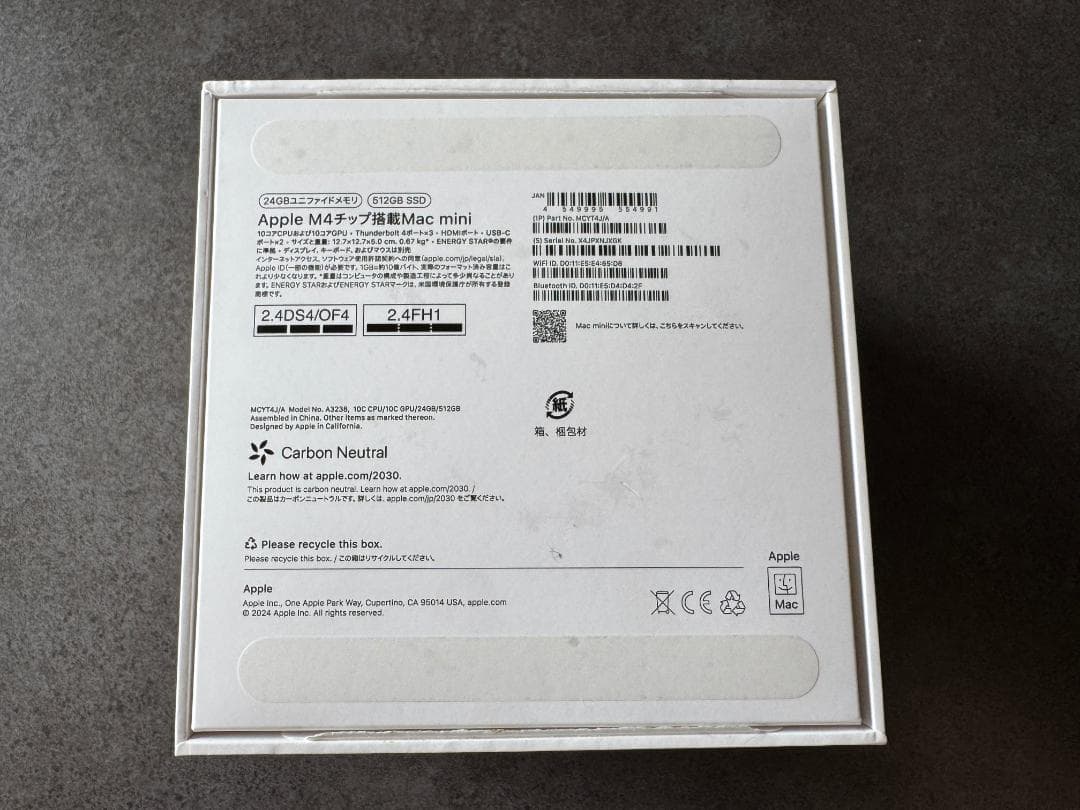 24GBユニファイドメモリ 512GB SSD
Apple M4チップ搭載Mac mini
10コアCPUおよび10コアGPU・Thunderbolt 4ポート×3・HDMIポート・USB-C
ポート×2・サイズと重量: 12.7×12.7×5.0 cm, 0.67 kg*・ENERGY STAR®の要件
に準拠・ディスプレイ、キーボード、およびマウスは別売
インターネットアクセス、ソフトウェア使用許諾契約への同意(apple.com/jp/legal/sla)、
Apple ID(一部の機能)が必要です。1GB=約10億バイト、実際のフォーマット済み容量はこ
れより少なくなります。*重量はコンピュータの構成や製造工程によって多少異なることがあり
ます。ENERGY STARおよびENERGY STARマークは、米国環境保護庁が所有する登録
商標です。
2.4DS4/OF4 2.4FH1
JAN
4 549995 554991
(1P) Part No. MCYT4J/A
(S) Serial No. X4JPXNJXGK
WiFi ID. D0:11:E5:E4:65:D6
Bluetooth ID. D0:11:E5:D4:D4:2F
Mac miniについて詳しくは、こちらをスキャンしてください。
MCYT4J/A Model No. A3238, 10C CPU/10C GPU/24GB/512GB
Assembled in China. Other items as marked thereon.
Designed by Apple in California.
紙
箱、梱包材
Carbon Neutral
Learn how at apple.com/2030.
This product is carbon neutral. Learn how at apple.com/2030. /
この製品はカーボンニュートラルです。詳しくは、apple.com/jp/2030 をご覧ください。
Please recycle this box.
Please recycle this box. / この箱はリサイクルしてください。
Apple
Apple Inc., One Apple Park Way, Cupertino, CA 95014 USA, apple.com
© 2024 Apple Inc. All rights reserved.
CE
Apple
Mac